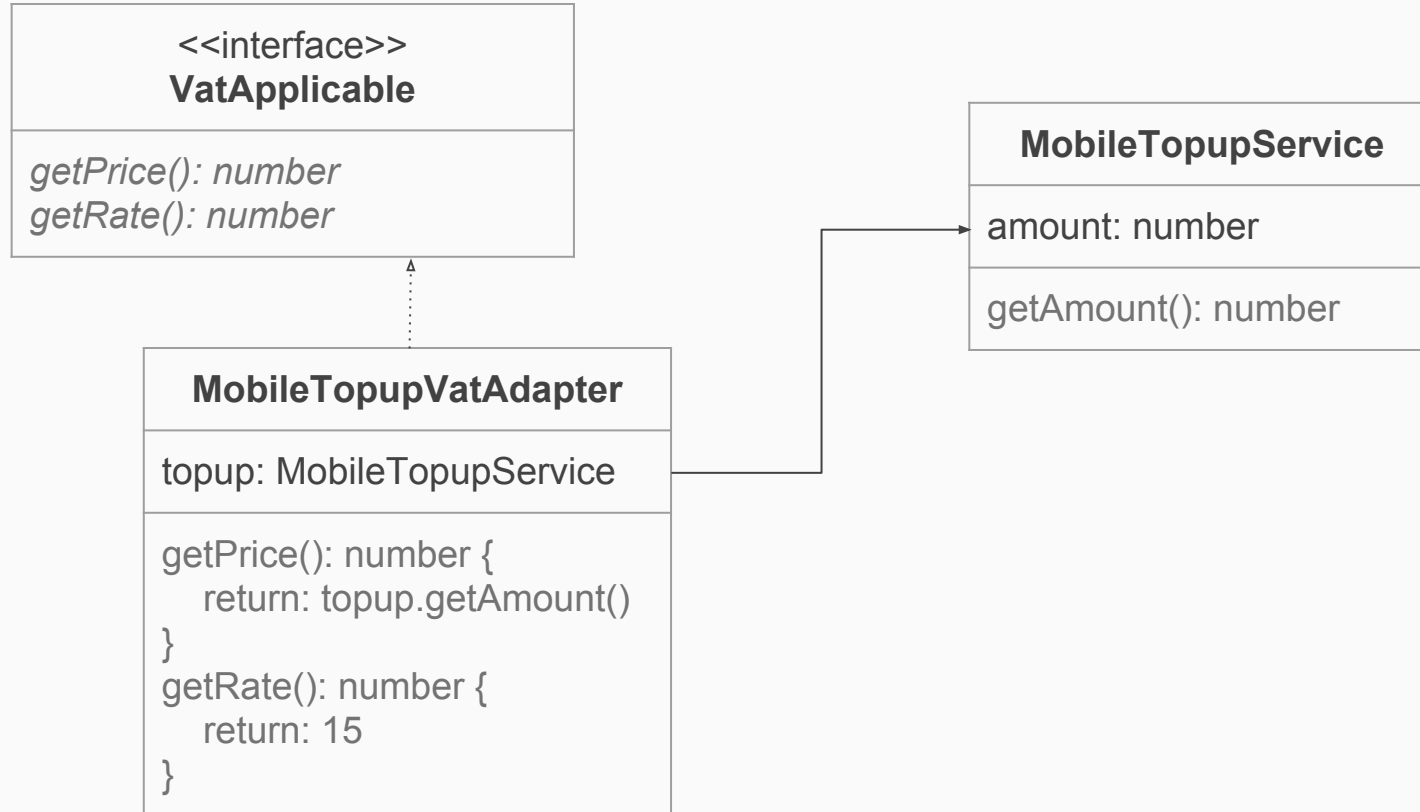 <<interface>>
VatApplicable
getPrice(): number
getRate(): number
MobileTopupService
amount: number
getAmount(): number
MobileTopupVatAdapter
topup: MobileTopupService
getPrice(): number {
return: topup.getAmount()
}
getRate(): number {
return: 15
}